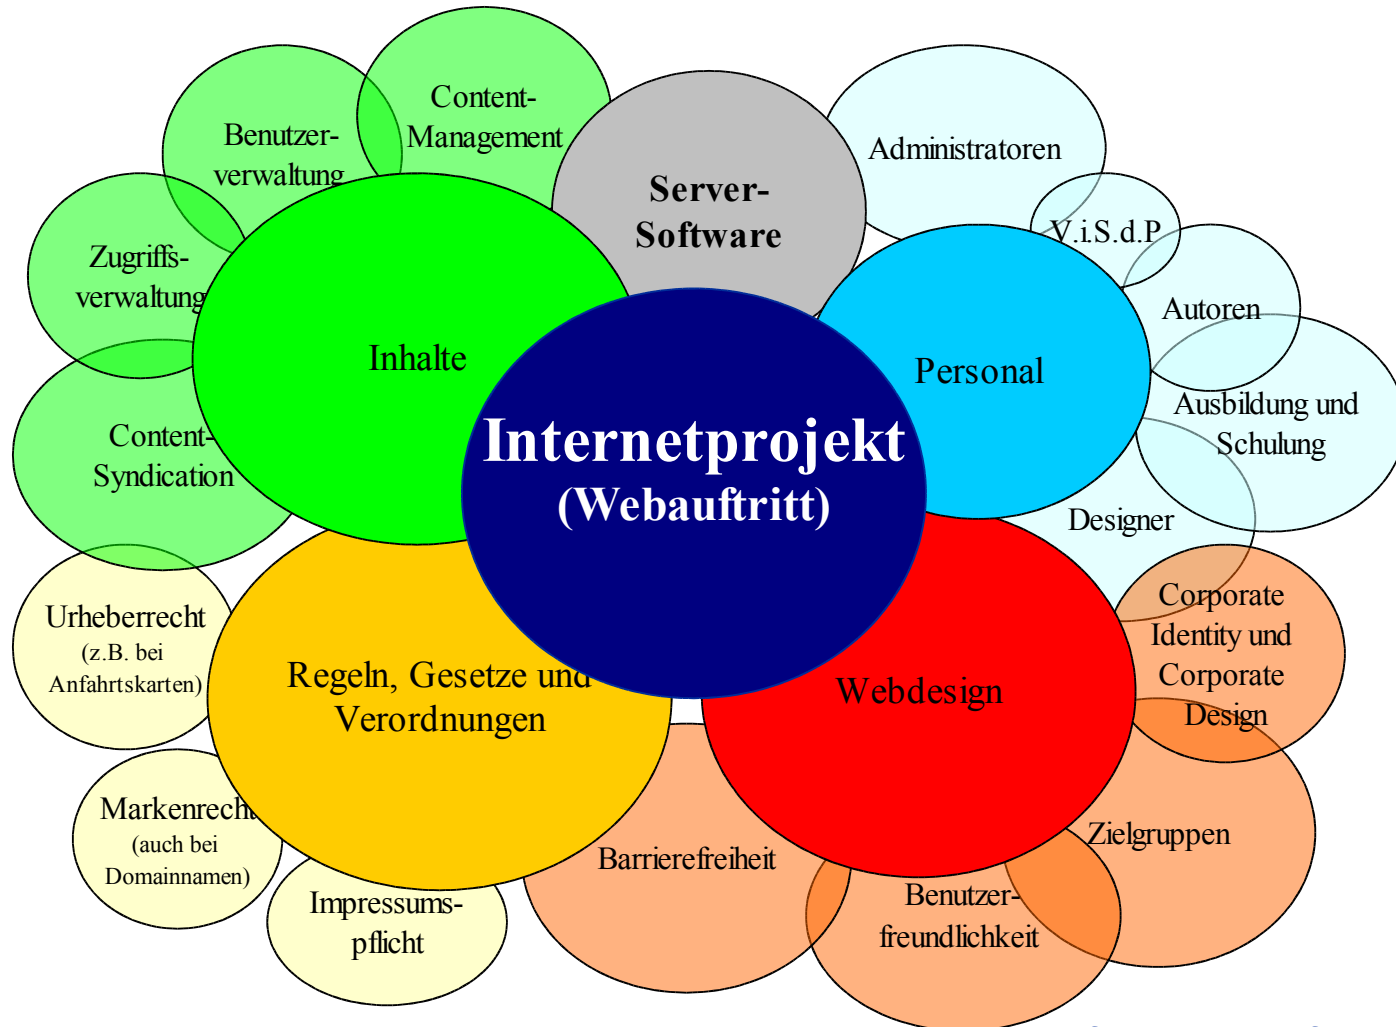 Content-
Management
Benutzer-
verwaltung
Zugriffs-
verwaltung
Content-
Syndication
Inhalte
Server-
Software
Administratoren
V.i.S.d.P
Autoren
Ausbildung und
Schulung
Designer
Personal
Internetprojekt
(Webauftritt)
Urheberrecht
(z.B. bei
Anfahrtskarten)
Markenrecht
(auch bei
Domainnamen)
Impressums-
pflicht
Regeln, Gesetze und
Verordnungen
Webdesign
Corporate
Identity und
Corporate
Design
Zielgruppen
Benutzer-
freundlichkeit
Barrierefreiheit